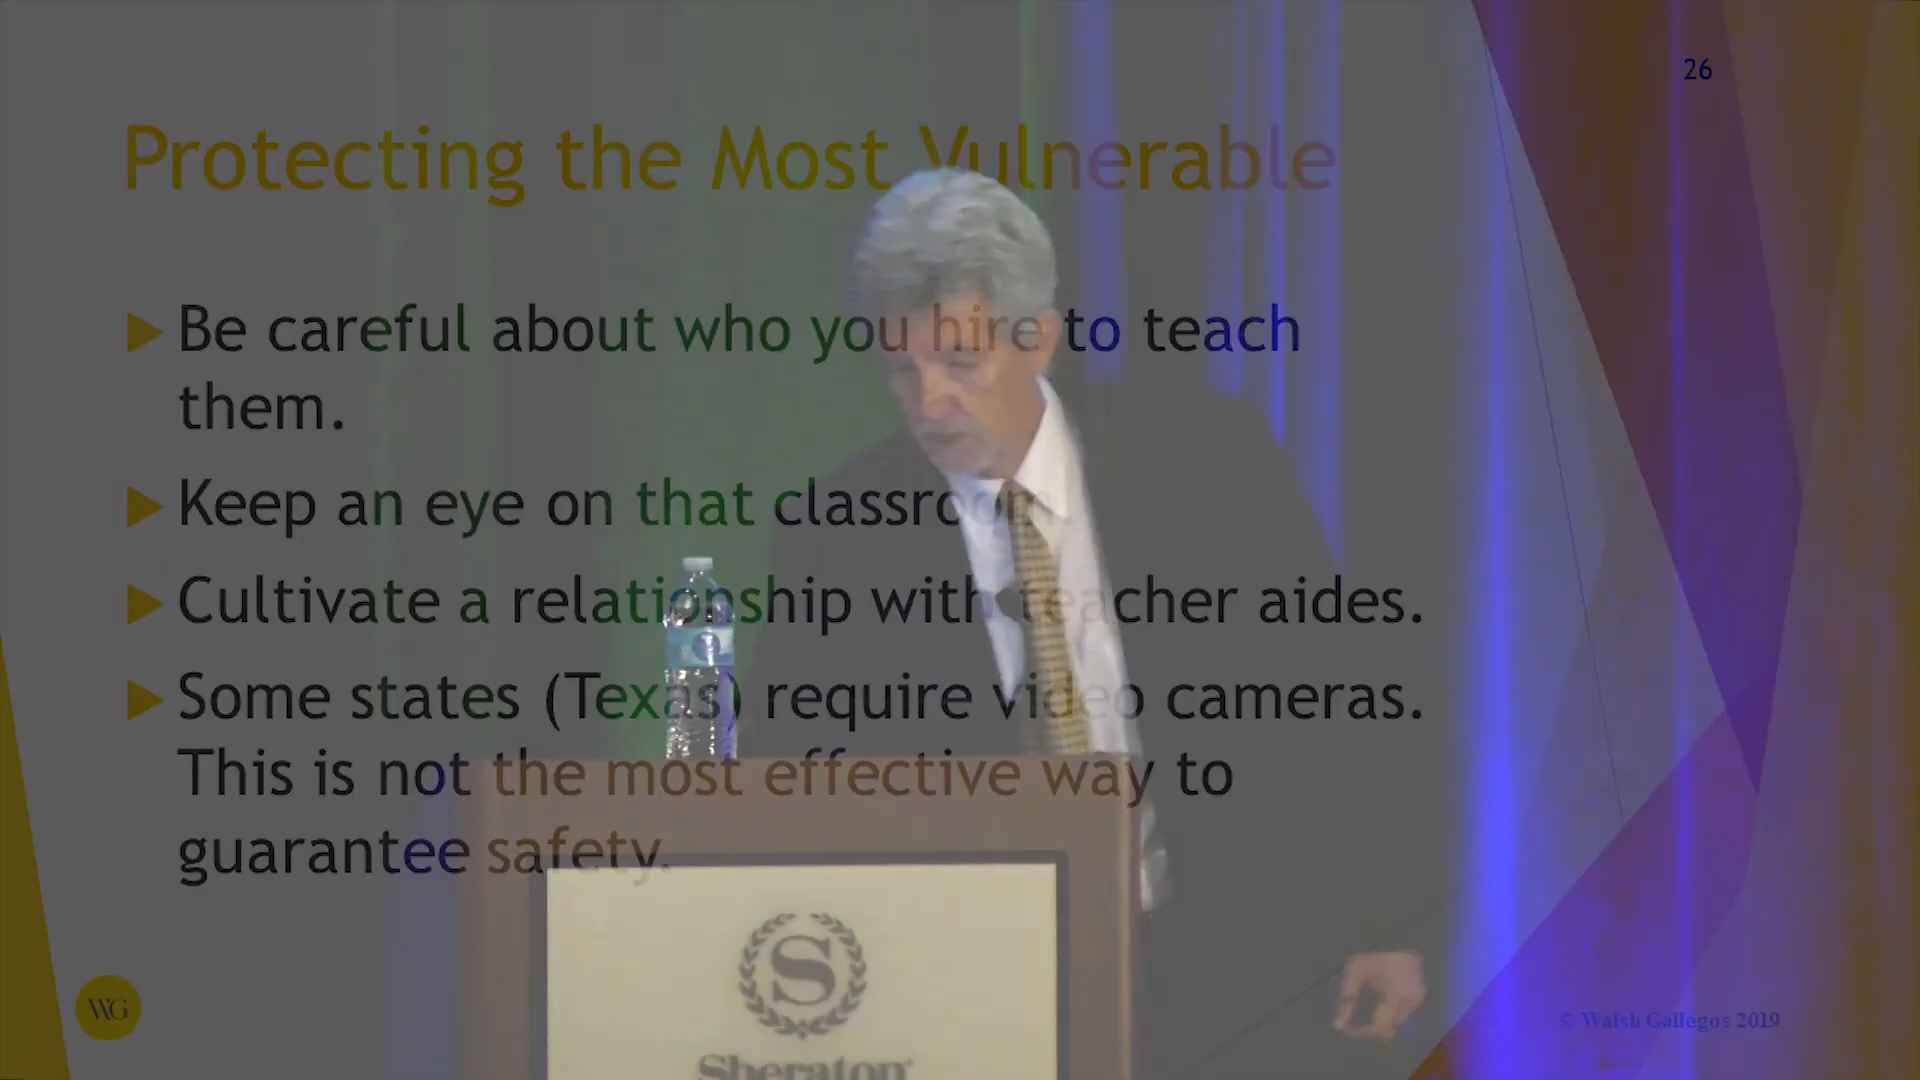 26
Protecting the Most Vulnerable
Be careful about who you hire to teach
them.
Keep an eye on that classroom.
Cultivate a relationship with teacher aides.
Some states (Texas) require video cameras.
This is not the most effective way to
guarantee safety.
S
Sheraton
WG
© Walsh Gallegos 2019